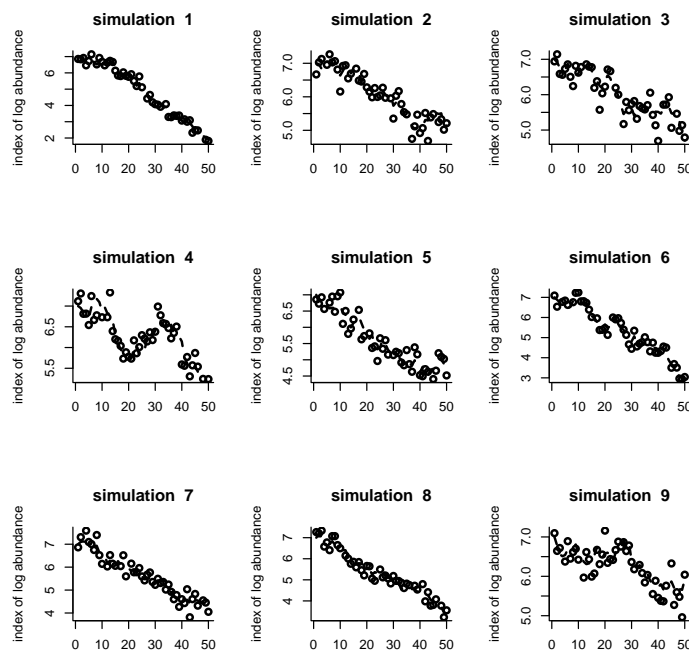 simulation 1
simulation 2
simulation 3
index of log abundance
2 4 5 6
0 10 20 30 40 50
index of log abundance
5.0 6.0 7.0
0 10 20 30 40 50
index of log abundance
5.0 6.0 7.0
0 10 20 30 40 50
simulation 4
simulation 5
simulation 6
index of log abundance
5.5 6.5
0 10 20 30 40 50
index of log abundance
4.5 5.5 6.5
0 10 20 30 40 50
index of log abundance
3 4 5 6 7
0 10 20 30 40 50
simulation 7
simulation 8
simulation 9
index of log abundance
4 5 6 7
0 10 20 30 40 50
index of log abundance
4 5 6 7
0 10 20 30 40 50
index of log abundance
5.0 6.0 7.0
0 10 20 30 40 50